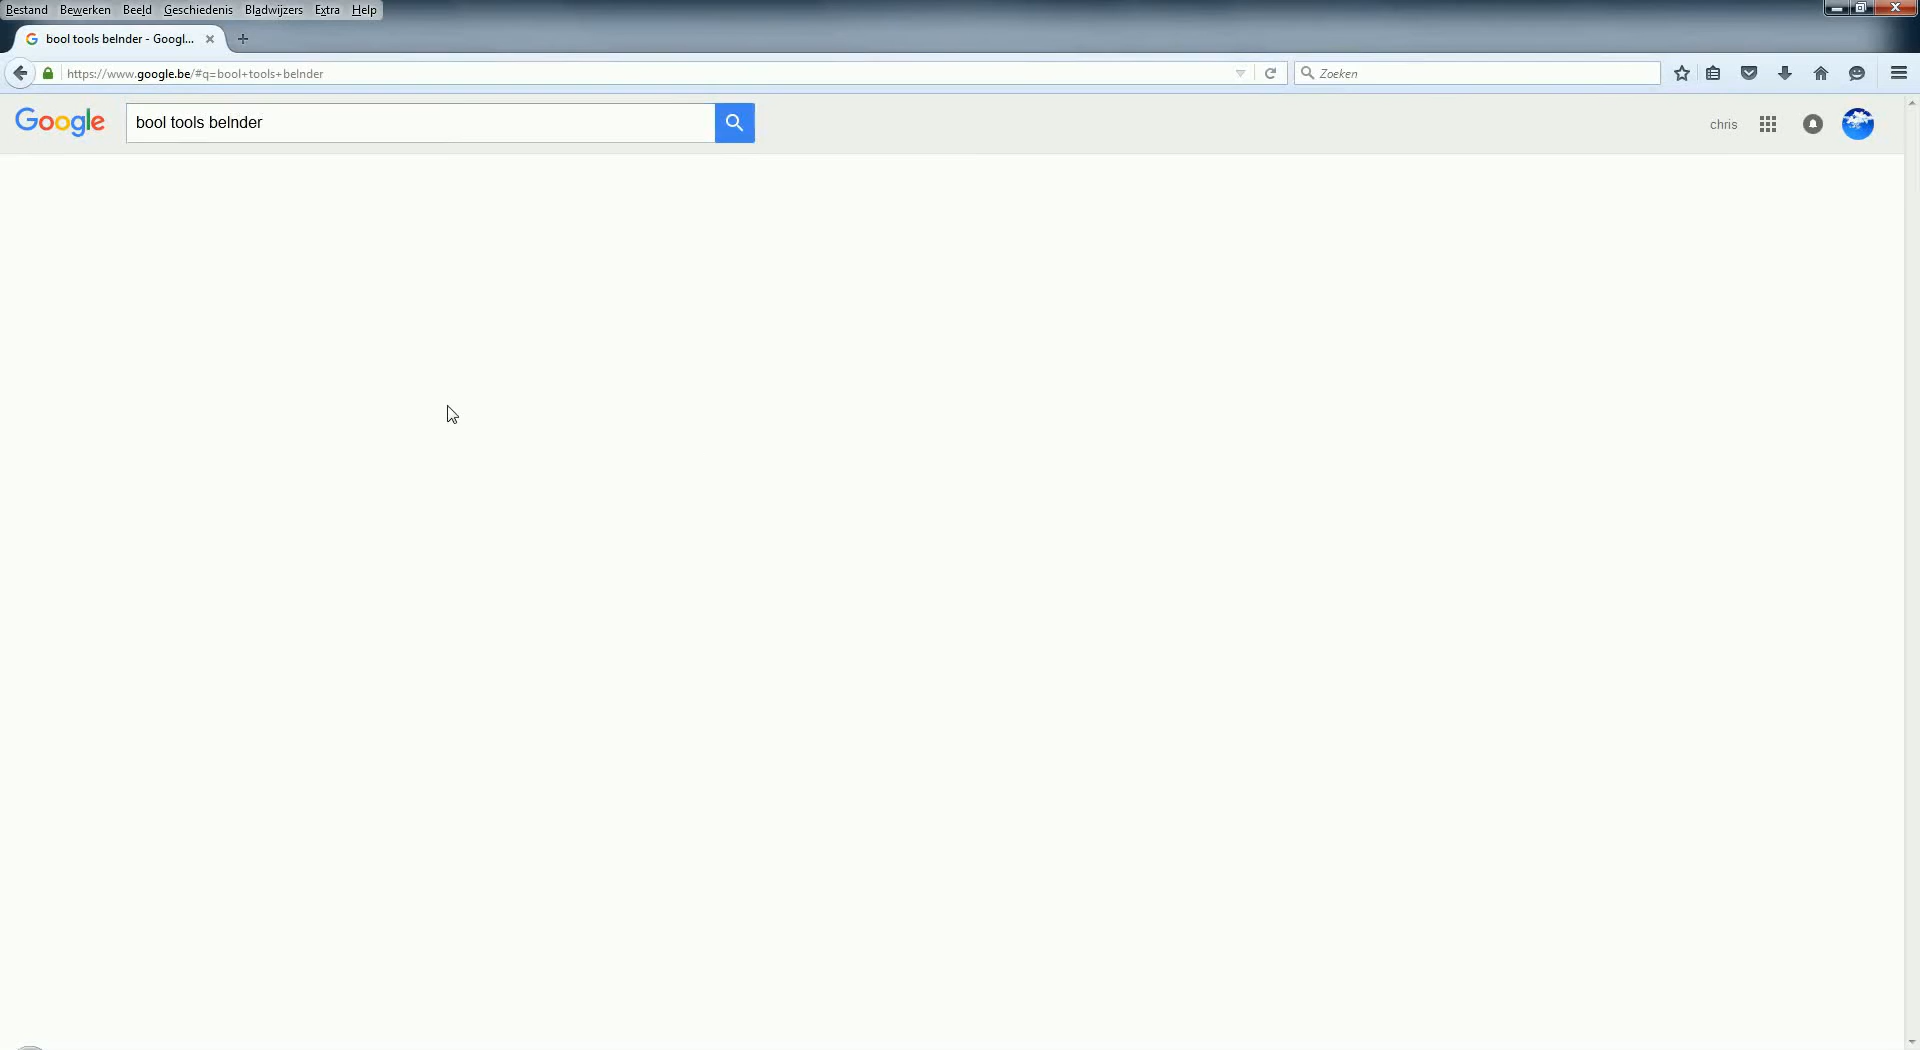 Bestand Bewerken Beeld Geschiedenis Bladwijzers Extra Help
bool tools belnder - Googl...
https://www.google.be/#q=bool+tools+belnder
Zoeken
Google
bool tools belnder
chris